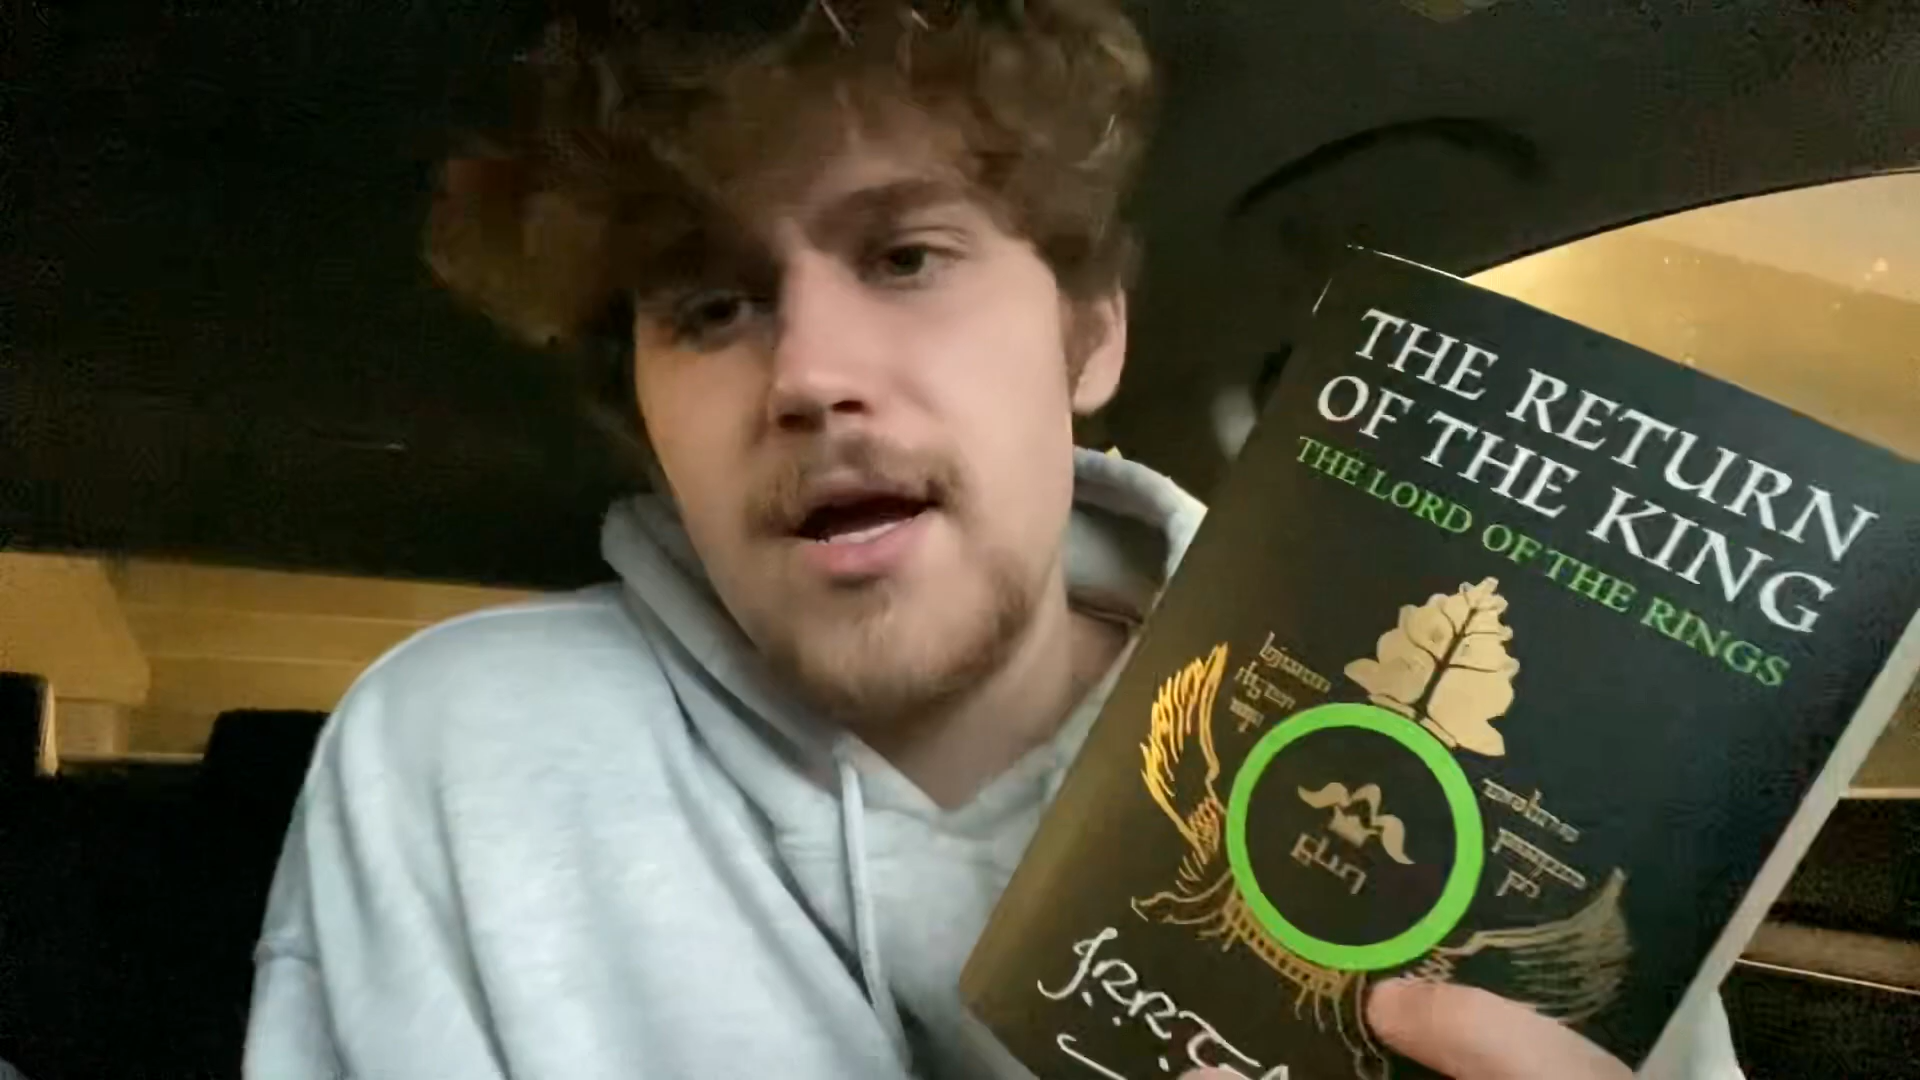 THE RETURN
OF THE KING
THE LORD OF THE RINGS